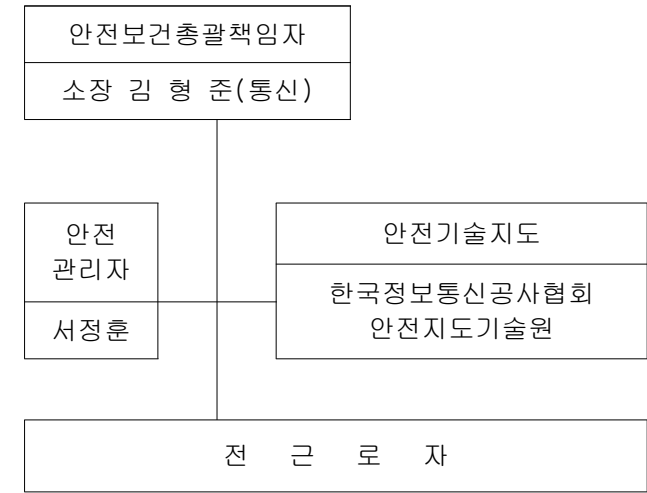 안전보건총괄책임자
소장 김 형 준(통신)
안전
관리자
서정훈
안전기술지도
한국정보통신공사협회
안전지도기술원
전 근 로 자